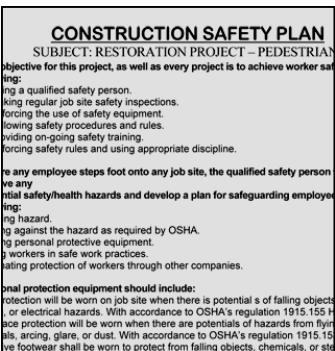 CONSTRUCTION SAFETY PLAN
SUBJECT: RESTORATION PROJECT – PEDESTRIAN
objective for this project, as well as every project is to achieve worker saf
ing:
ing a qualified safety person.
king regular job site safety inspections.
forcing the use of safety equipment.
lowing safety procedures and rules.
oviding on-going safety training.
forcing safety rules and using appropriate discipline.
re any employee steps foot onto any job site, the qualified safety person
ve any
ntial safety/health hazards and develop a plan for safeguarding employee
ing:
ng hazard.
ng against the hazard as required by OSHA.
ng personal protective equipment.
g workers in safe work practices.
nating protection of workers through other companies.
onal protection equipment should include:
rotection will be worn on job site when there is potential s of falling objects
, or electrical hazards. With accordance to OSHA's regulation 1915.155 H
ace protection will be worn when there are potentials of hazards from flyin
als, arcing, glare, or dust. With accordance to OSHA's regulation 1915.15
ve footwear shall be worn to protect from falling objects, chemicals, or ste